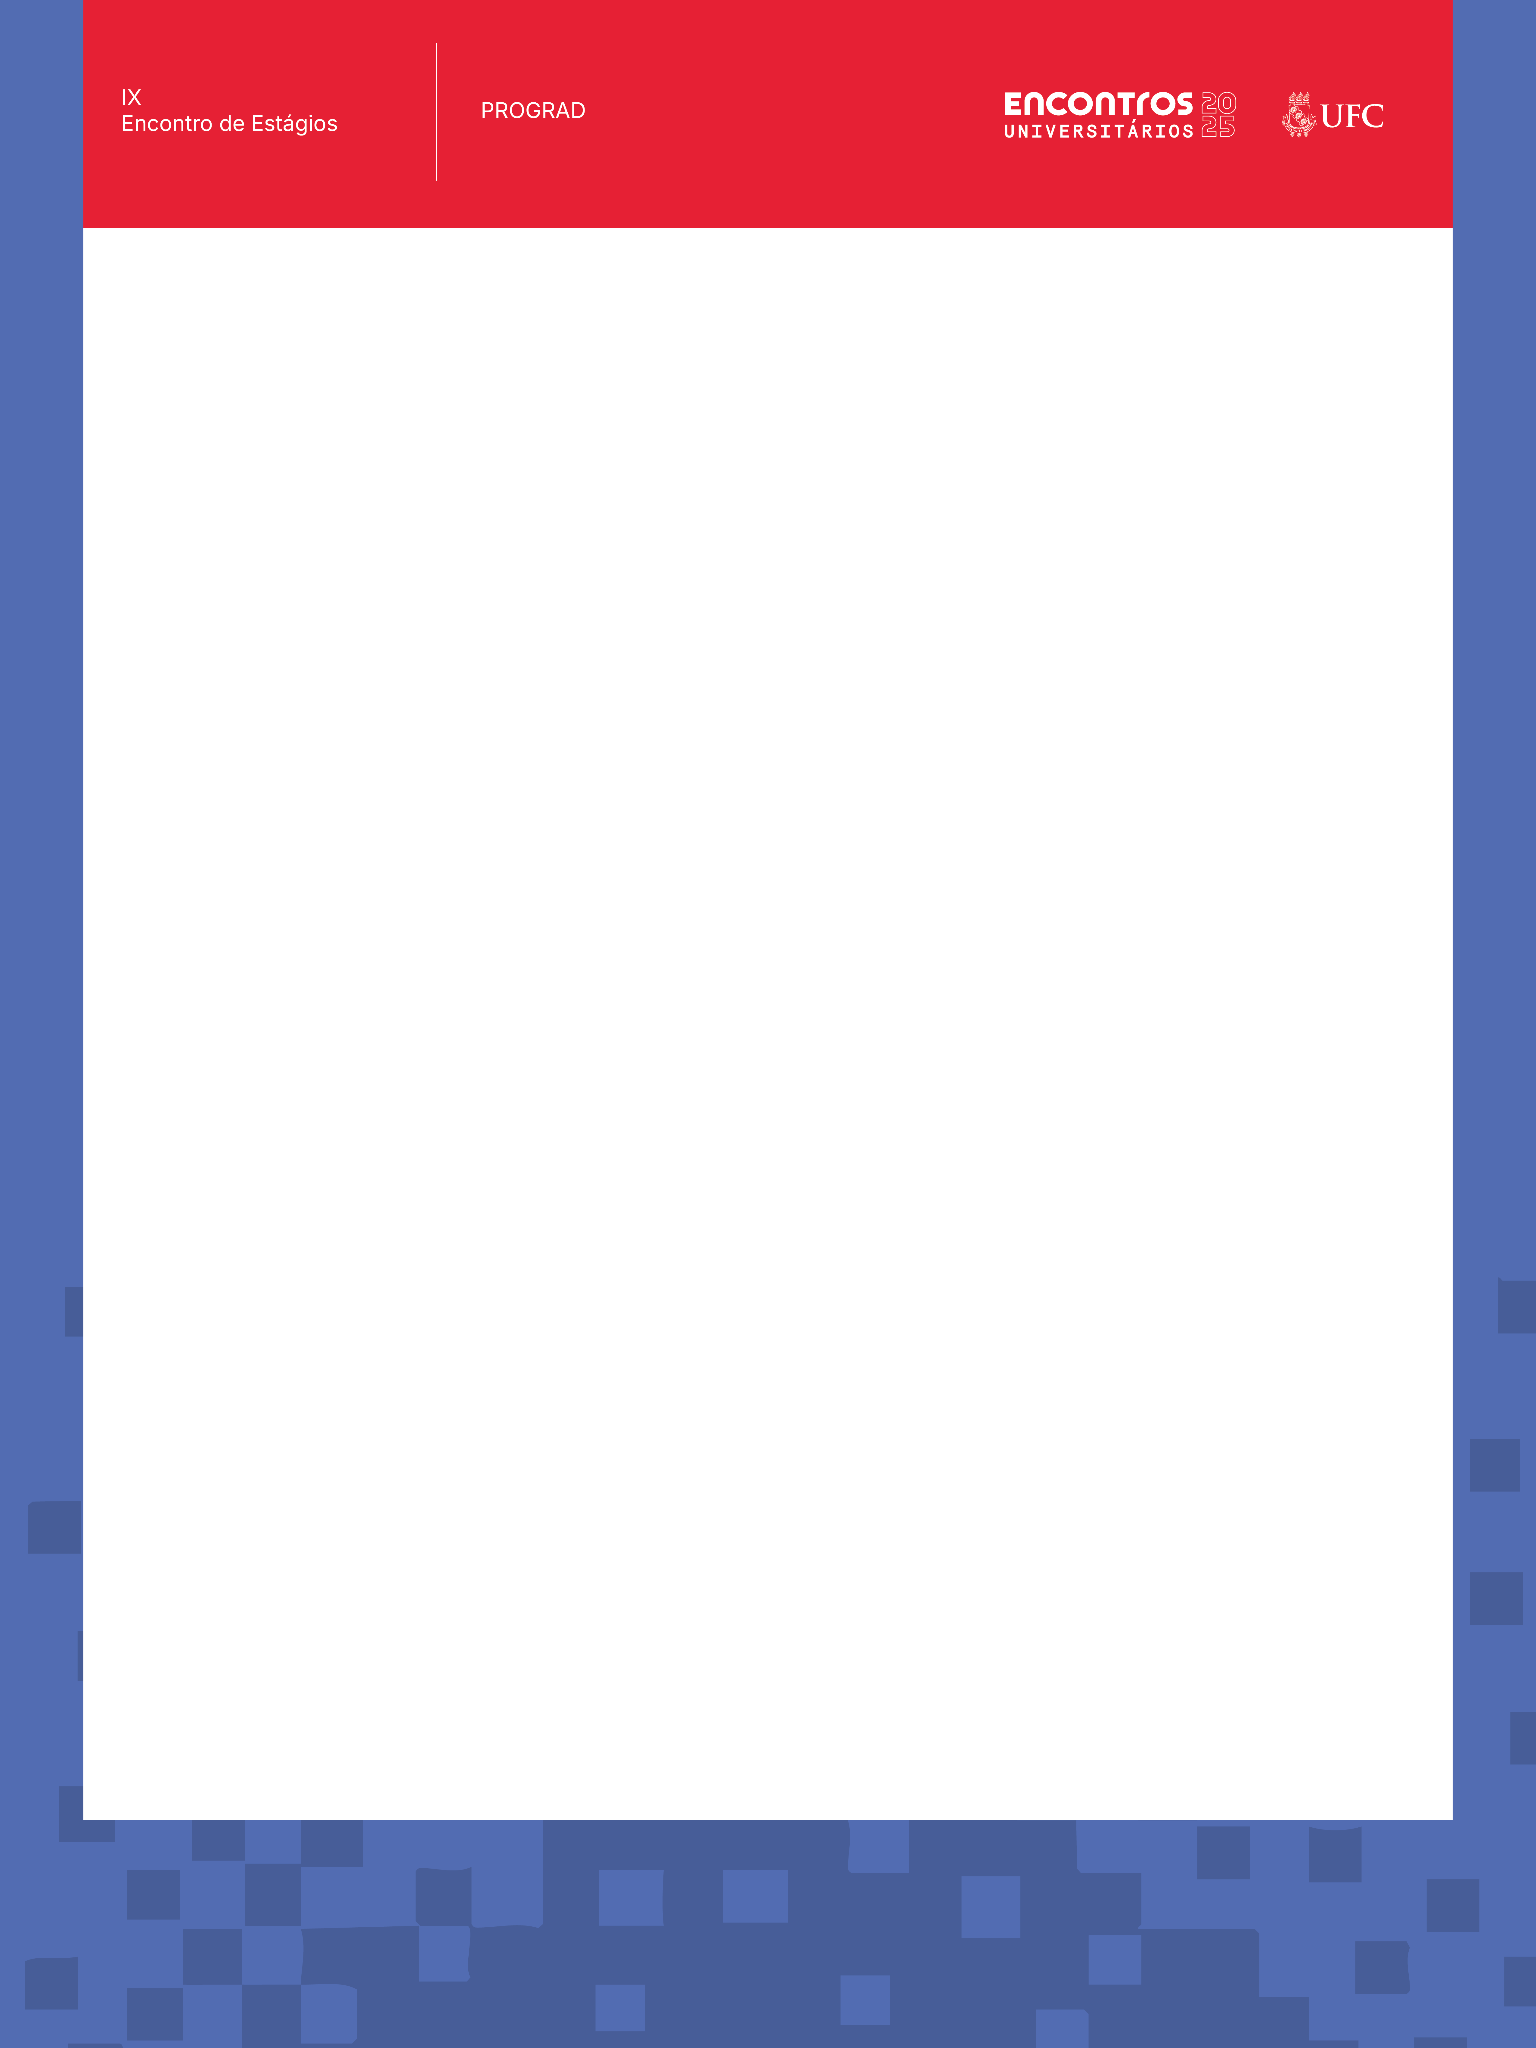 IX
Encontro de Estágios
PROGRAD
ENCONTROS
UNIVERSITÁRIOS
20
25
UFC